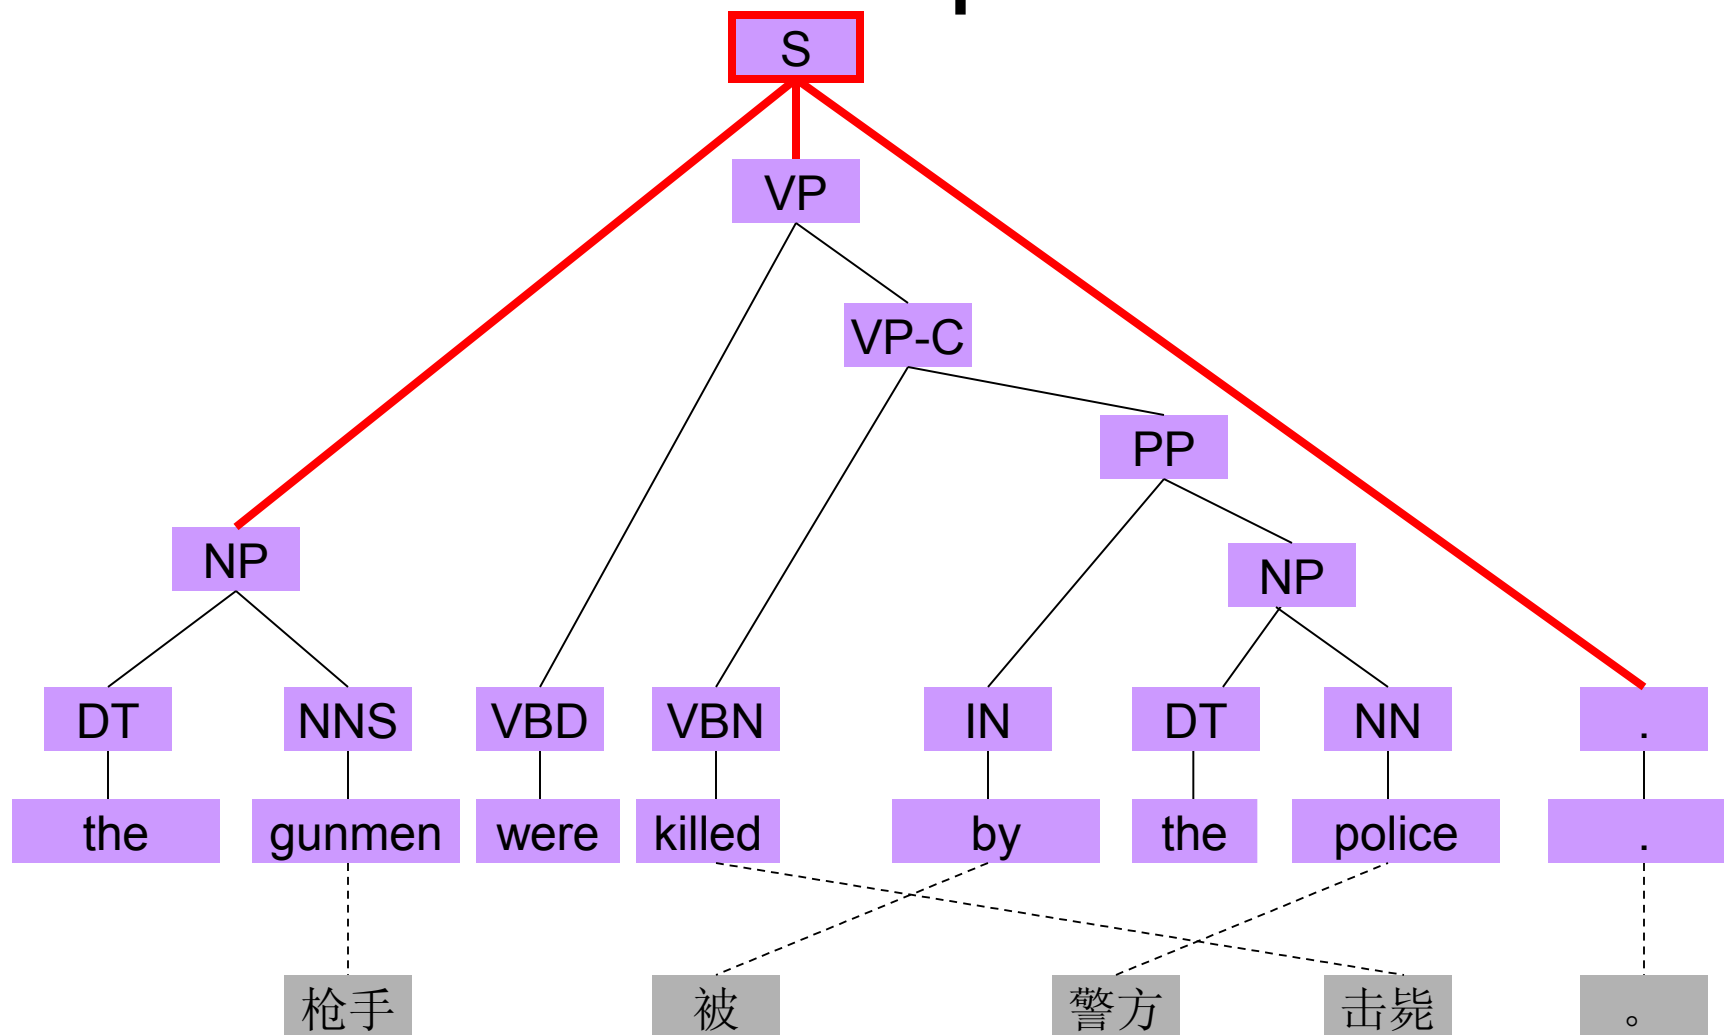 S
VP
VP-C
PP
NP
NP
DT NNS VBD VBN IN DT NN .
the gunmen were killed by the police .
枪手 被 警方 击毙 。